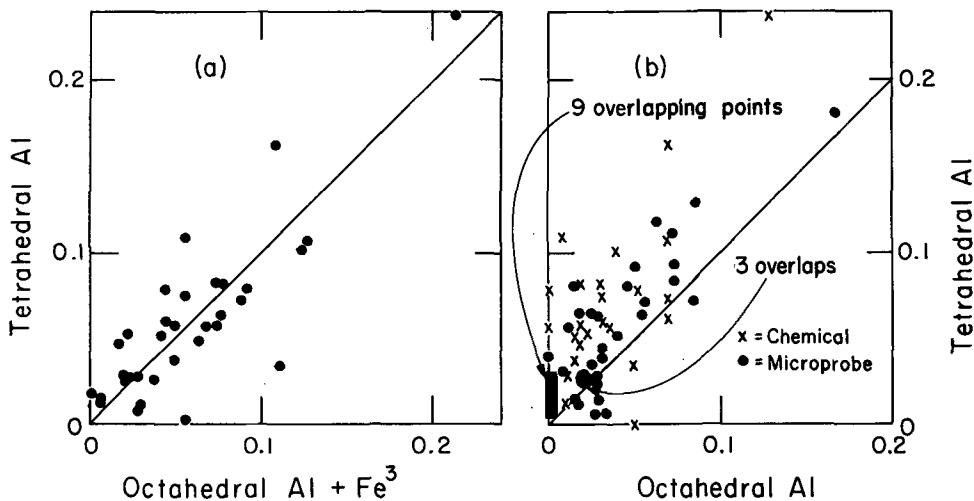 (a)
0.2
0.1
0
0
0.1
0.2
Tetrahedral Al
Octahedral Al + Fe³
(b)
9 overlapping points
3 overlaps
x = Chemical
● = Microprobe
0.2
0.1
0
0
0.1
0.2
Tetrahedral Al
Octahedral Al